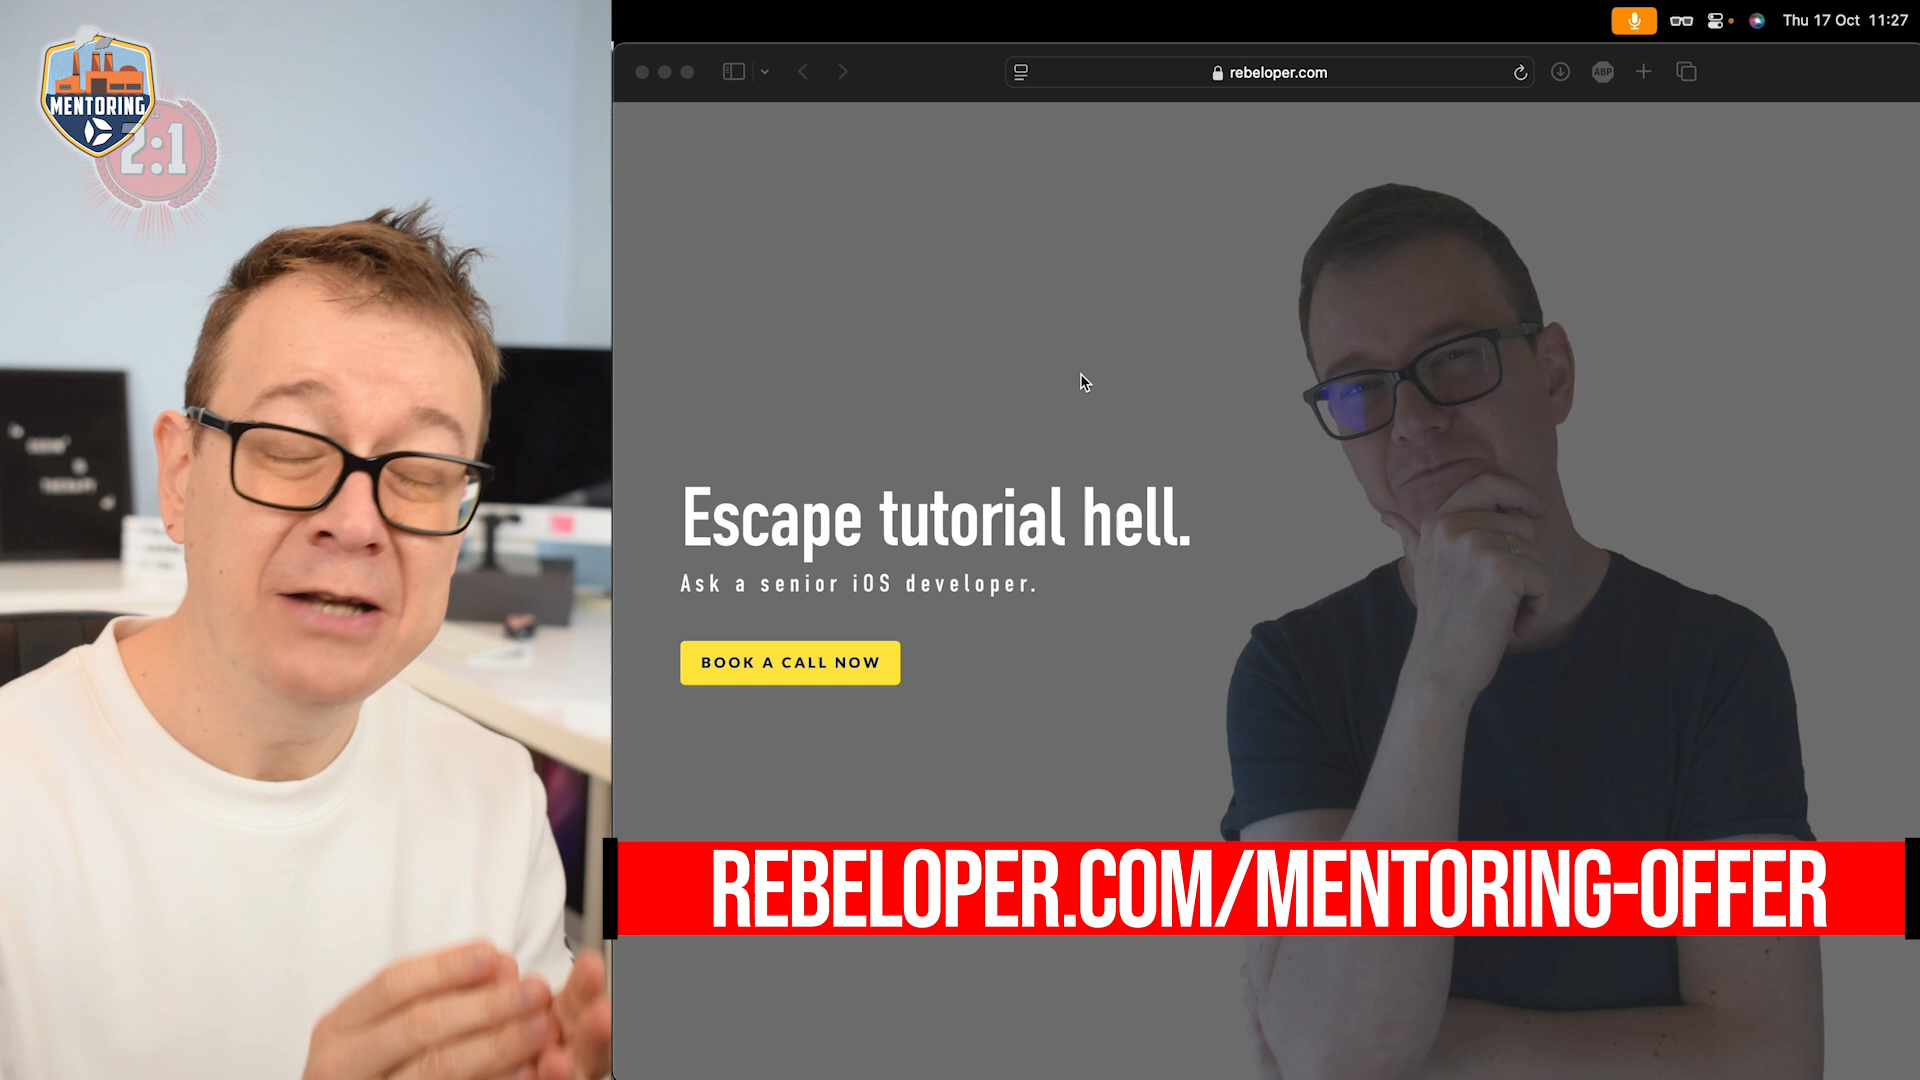 MENTORING
2:1
Thu 17 Oct 11:27
rebeloper.com
ABP
Escape tutorial hell.
Ask a senior iOS developer.
BOOK A CALL NOW
REBELOPER.COM/MENTORING-OFFER